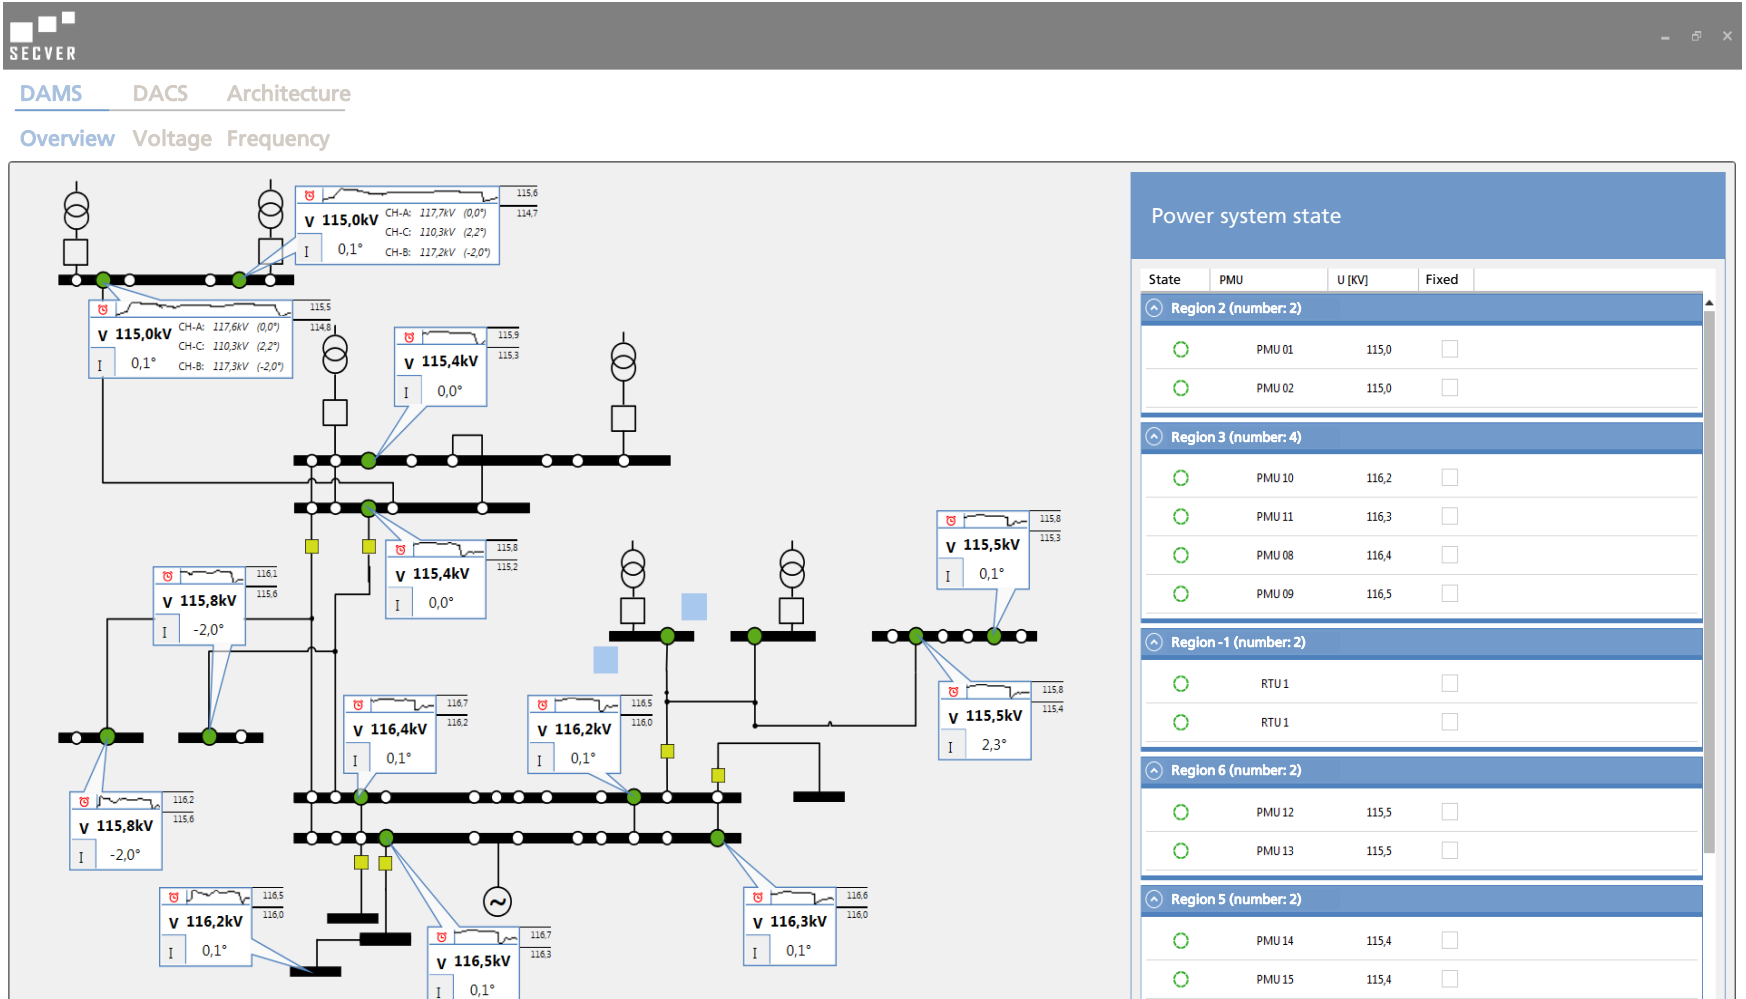 SECVER
DAMS DACS Architecture
Overview Voltage Frequency
115,6
114,7
V 115,0kV
CH-A: 117,7kV (0,0°)
CH-C: 110,3kV (2,2°)
I 0,1°
CH-B: 117,2kV (-2,0°)
115,5
114,8
V 115,0kV
CH-A: 117,6kV (0,0°)
CH-C: 110,3kV (2,2°)
I 0,1°
CH-B: 117,3kV (-2,0°)
115,9
115,3
V 115,4kV
I 0,0°
115,8
115,2
V 115,4kV
I 0,0°
115,8
115,3
V 115,5kV
I 0,1°
116,1
115,6
V 115,8kV
I -2,0°
116,7
116,2
V 116,4kV
I 0,1°
116,5
116,0
V 116,2kV
I 0,1°
115,8
115,4
V 115,5kV
I 2,3°
116,2
115,6
V 115,8kV
I -2,0°
116,5
116,0
V 116,2kV
I 0,1°
116,7
116,3
V 116,5kV
I 0,1°
116,6
116,0
V 116,3kV
I 0,1°
Power system state
State PMU U [KV] Fixed
Region 2 (number: 2)
PMU 01 115,0
PMU 02 115,0
Region 3 (number: 4)
PMU 10 116,2
PMU 11 116,3
PMU 08 116,4
PMU 09 116,5
Region -1 (number: 2)
RTU 1
RTU 1
Region 6 (number: 2)
PMU 12 115,5
PMU 13 115,5
Region 5 (number: 2)
PMU 14 115,4
PMU 15 115,4